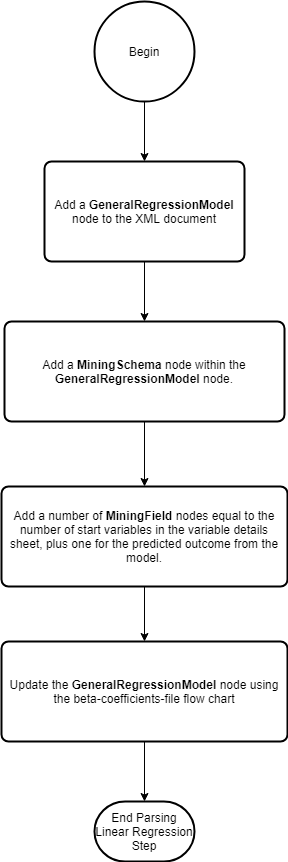 Begin
Add a GeneralRegressionModel
node to the XML document
Add a MiningSchema node within the
GeneralRegressionModel node.
Add a number of MiningField nodes equal to the
number of start variables in the variable details
sheet, plus one for the predicted outcome from the
model.
Update the GeneralRegressionModel node using
the beta-coefficients-file flow chart
End Parsing
Linear Regression
Step